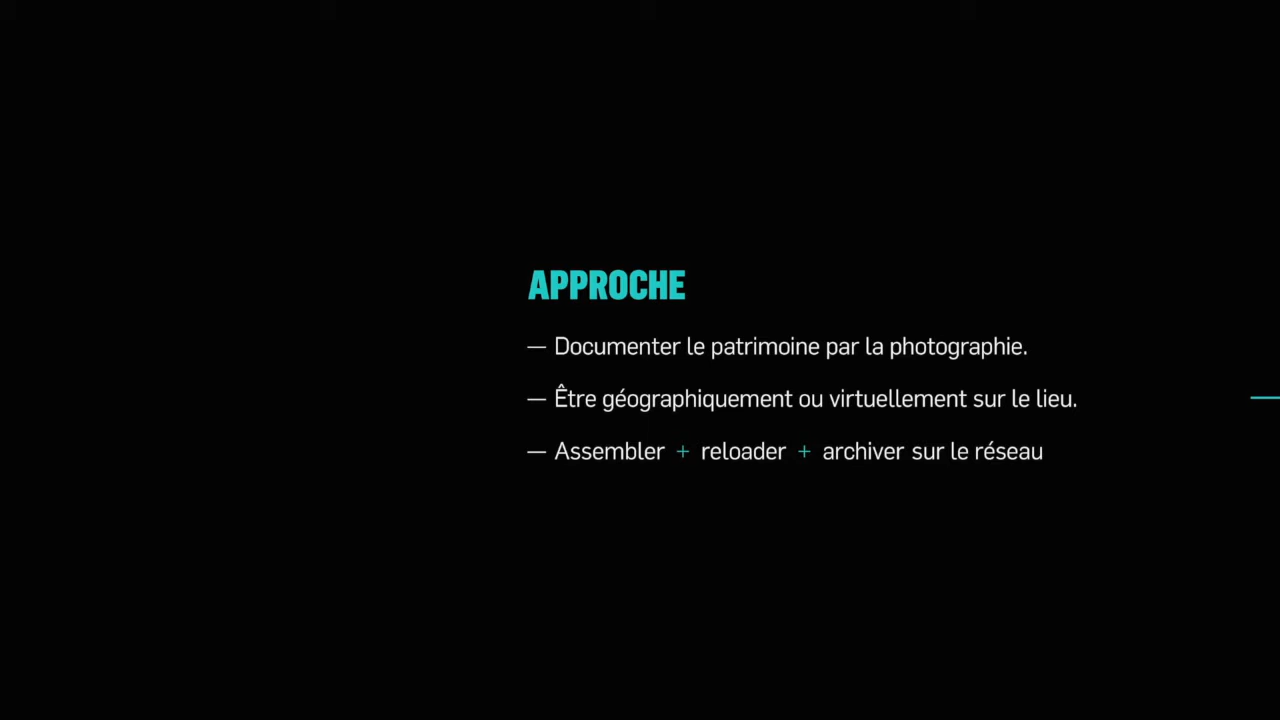 APPROCHE
— Documenter le patrimoine par la photographie.
— Être géographiquement ou virtuellement sur le lieu.
— Assembler + reloader + archiver sur le réseau